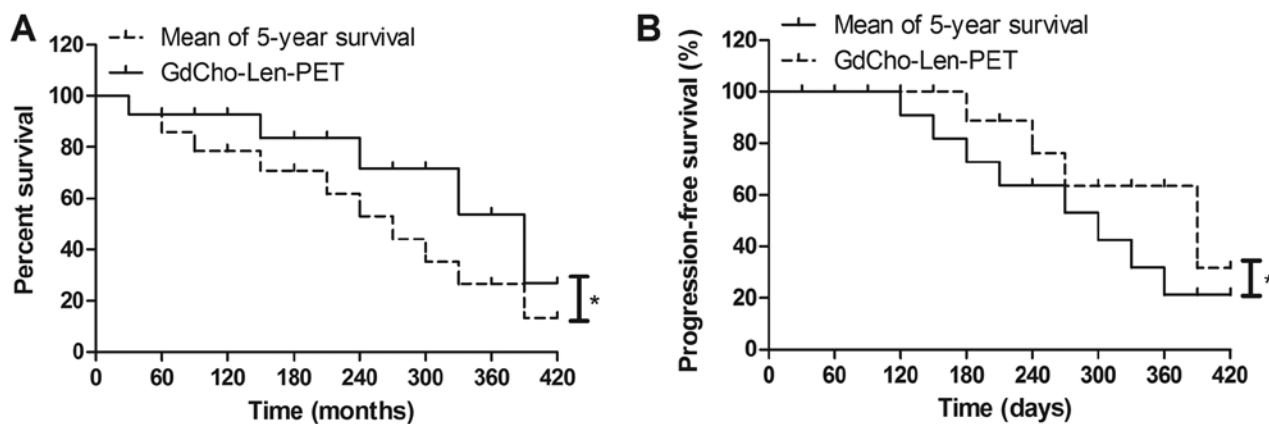 A
Mean of 5-year survival
GdCho-Len-PET
Percent survival
120
100
80
60
40
20
0
0 60 120 180 240 300 360 420
Time (months)
*
B
Mean of 5-year survival
GdCho-Len-PET
Progression-free survival (%)
120
100
80
60
40
20
0
0 60 120 180 240 300 360 420
Time (days)
*